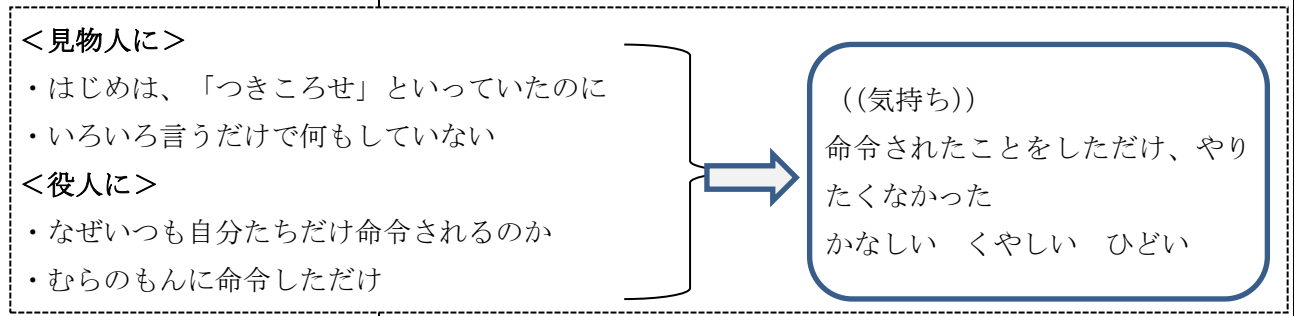 ＜見物人に＞
・はじめは、「つきころせ」といっていたのに
・いろいろ言うだけで何もしていない
＜役人に＞
・なぜいつも自分たちだけ命令されるのか
・むらのもんに命令しただけ
((気持ち))
命令されたことをしただけ、やり
たくなかった
かなしい　くやしい　ひどい